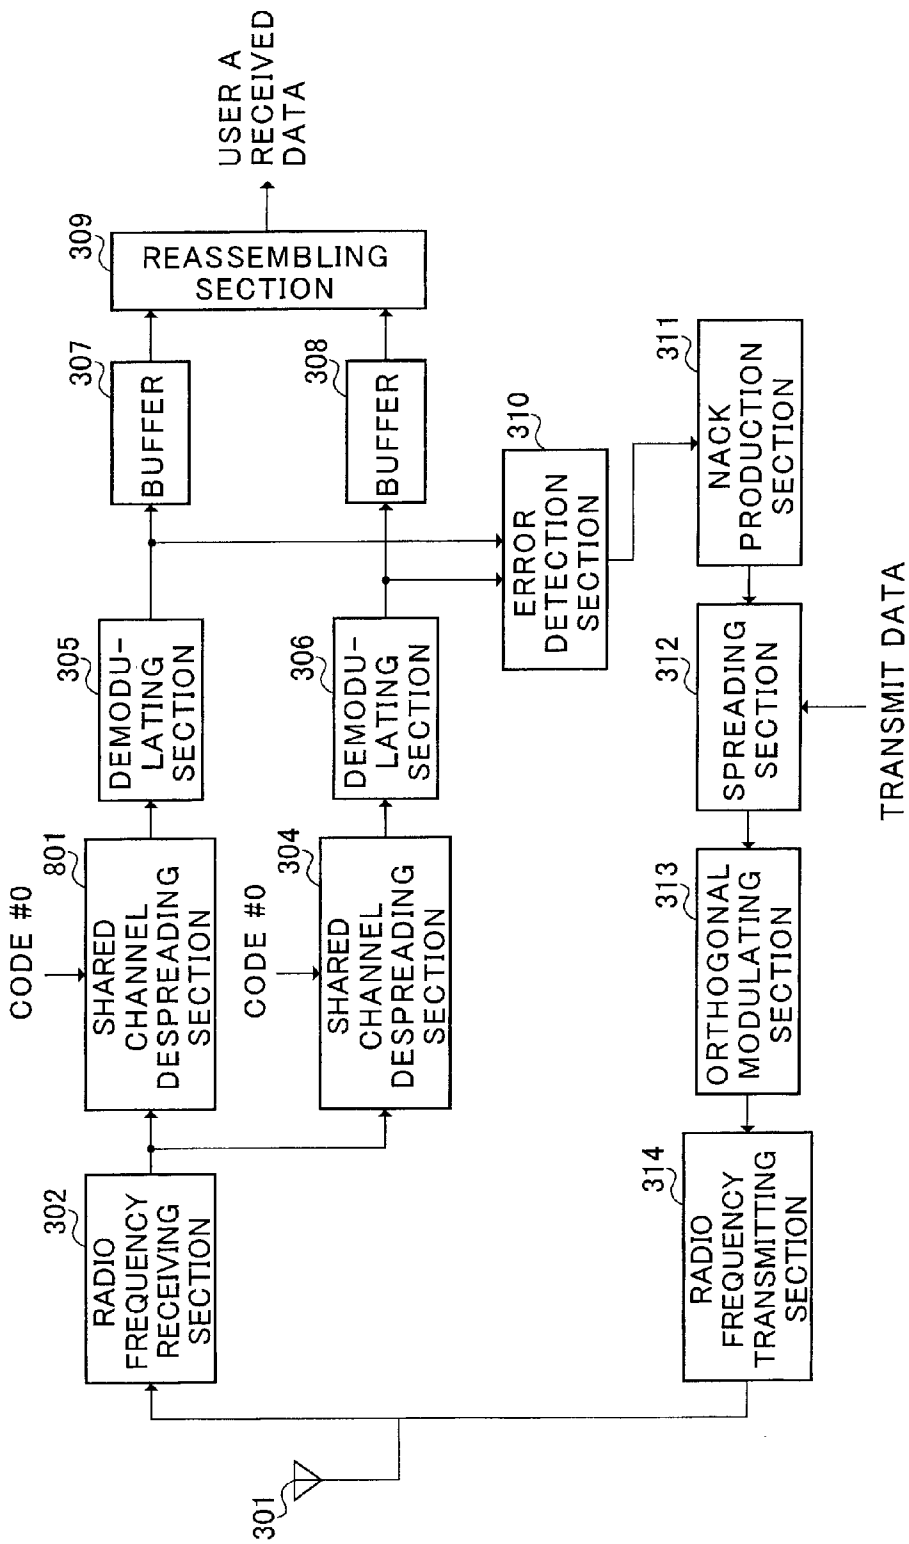 USER A
RECEIVED
DATA
309
REASSEMBLING
SECTION
307
BUFFER
308
BUFFER
305
DEMODU-
LATING
SECTION
306
DEMODU-
LATING
SECTION
310
ERROR
DETECTION
SECTION
311
NACK
PRODUCTION
SECTION
CODE #0
801
SHARED
CHANNEL
DESPREADING
SECTION
CODE #0
304
SHARED
CHANNEL
DESPREADING
SECTION
312
SPREADING
SECTION
TRANSMIT DATA
313
ORTHOGONAL
MODULATING
SECTION
302
RADIO
FREQUENCY
RECEIVING
SECTION
314
RADIO
FREQUENCY
TRANSMITTING
SECTION
301